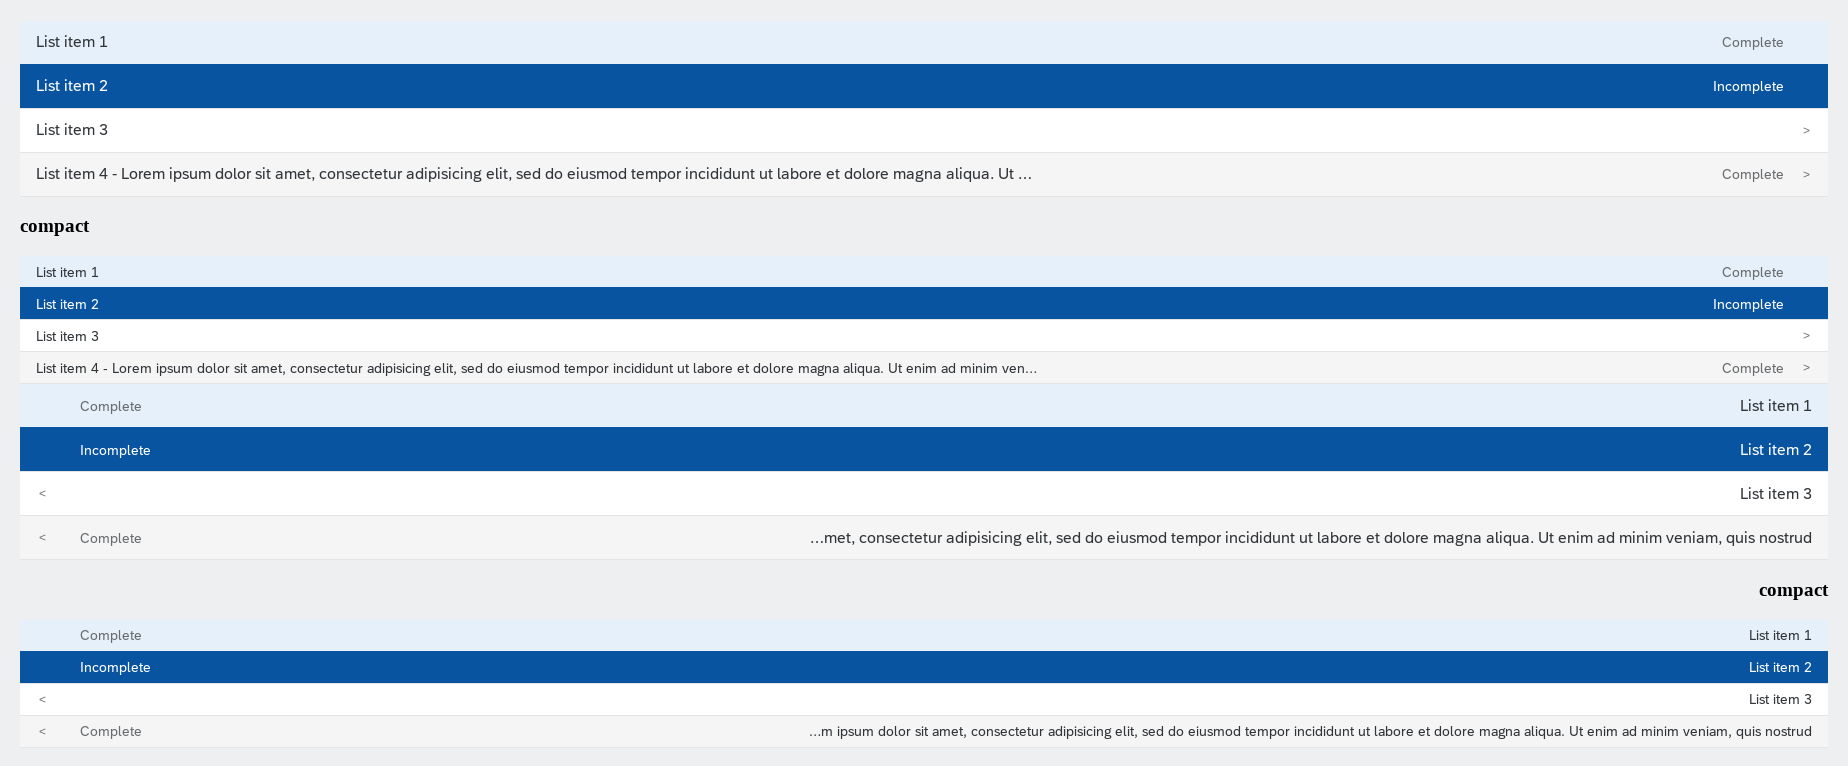 List item 1 Complete
List item 2 Incomplete
List item 3 >
List item 4 - Lorem ipsum dolor sit amet, consectetur adipisicing elit, sed do eiusmod tempor incididunt ut labore et dolore magna aliqua. Ut ... Complete >
compact
List item 1 Complete
List item 2 Incomplete
List item 3 >
List item 4 - Lorem ipsum dolor sit amet, consectetur adipisicing elit, sed do eiusmod tempor incididunt ut labore et dolore magna aliqua. Ut enim ad minim ven... Complete >
Complete List item 1
Incomplete List item 2
< List item 3
< Complete ...met, consectetur adipisicing elit, sed do eiusmod tempor incididunt ut labore et dolore magna aliqua. Ut enim ad minim veniam, quis nostrud
compact
Complete List item 1
Incomplete List item 2
< List item 3
< Complete ...m ipsum dolor sit amet, consectetur adipisicing elit, sed do eiusmod tempor incididunt ut labore et dolore magna aliqua. Ut enim ad minim veniam, quis nostrud